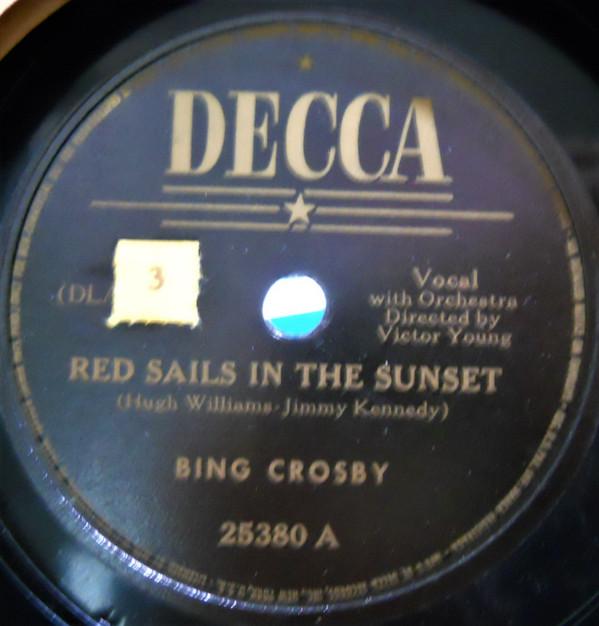 DECCA
3
(DL
Vocal
with Orchestra
Directed by
Victor Young
RED SAILS IN THE SUNSET
(Hugh Williams-Jimmy Kennedy)
BING CROSBY
25380 A